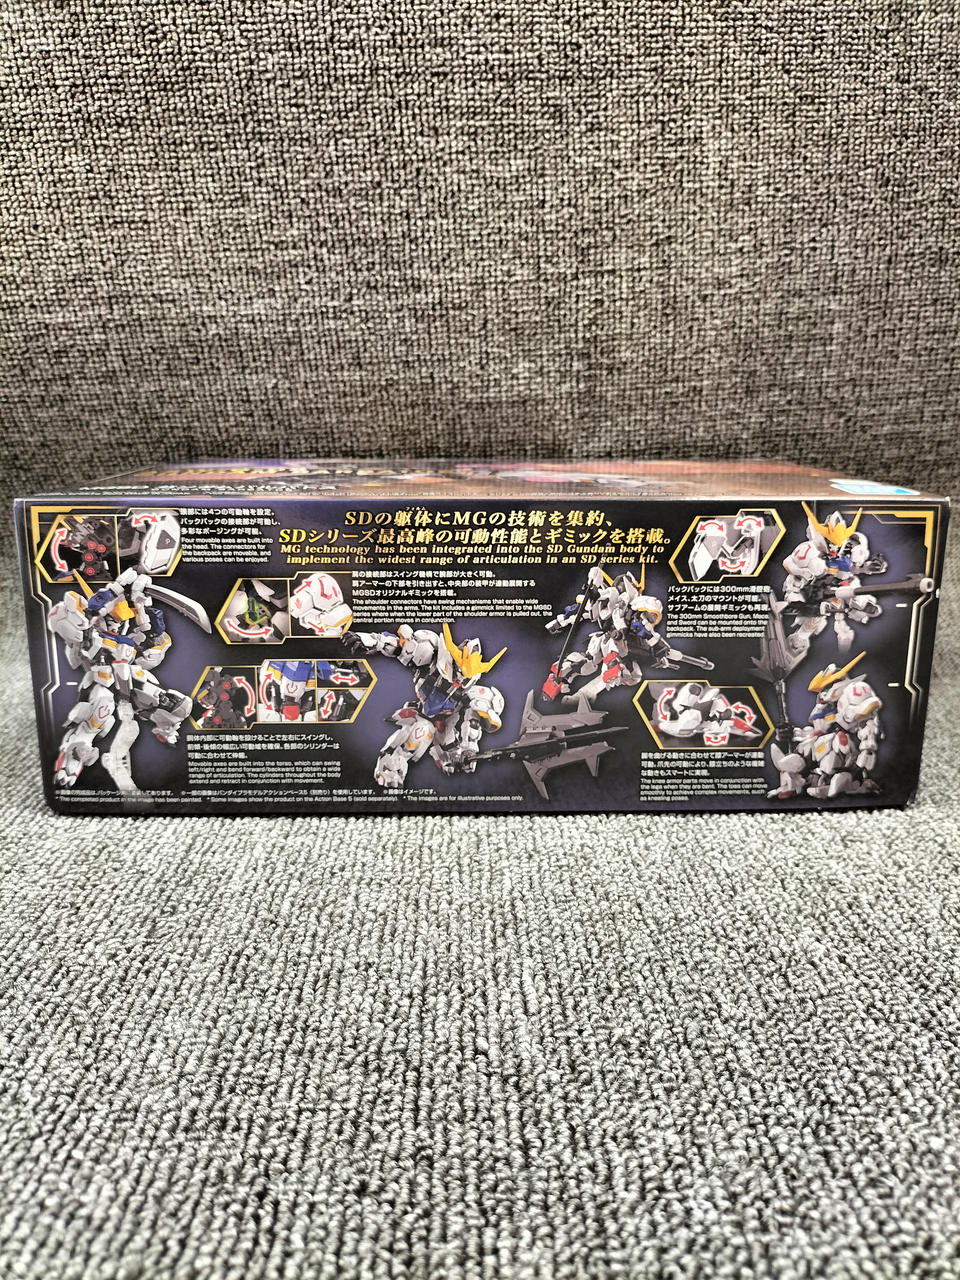 SDの躯体にMGの技術を集約、
SDシリーズ最高峰の可動性能とギミックを搭載。
MG technology has been integrated into the SD Gundam body to
implement the widest range of articulation in an SD series kit.
頭部には4つの可動軸を設定。
バックパックの接続部が可動し、
多彩なポージングが可能。
Four movable axes are built into
the head. The connectors for
the backpack are movable, and
various poses can be enjoyed.
肩の接続部はスイング機構で腕部が大きく可動。
肩アーマーの下部を引き出すと、中央部の装甲が連動展開する
MGSDオリジナルギミックを搭載。
The shoulder connectors have swing mechanisms that enable wide
movements in the arms. The kit includes a gimmick limited to the MGSD
series where when the lower part of the shoulder armor is pulled out, the
central portion moves in conjunction.
バックパックには300mm滑腔砲、
メイス、太刀のマウントが可能。
サブアームの展開ギミックも再現。
The 300mm Smoothbore Gun, Mace,
and Sword can be mounted onto the
backpack. The sub-arm deployment
gimmicks have also been recreated.
胴体内部に可動軸を設けることで左右にスイングし、
前傾・後傾の幅広い可動域を確保。各部のシリンダーは
可動に合わせて伸縮。
Movable axes are built into the torso, which can swing
left/right and bend forward/backward to obtain a wide
range of articulation. The cylinders throughout the body
extend and retract in conjunction with movement.
脚を曲げる動きに合わせて膝アーマーが連動
可動。爪先の可動により、膝立ちのような複雑
な動きもスマートに実現。
The knee armor parts move in conjunction with
the legs when they are bent. The toes can move
smoothly to achieve complex movements, such
as kneeling poses.
※画像の完成品は、パッケージ用に塗装してあります。 ※一部の画像はバンダイプラモデルアクションベース5（別売り）を使用しています。 ※画像はイメージです。
*The completed product in the image has been painted. *Some images show the product on the Action Base 5 (sold separately). *The images are for illustrative purposes only.